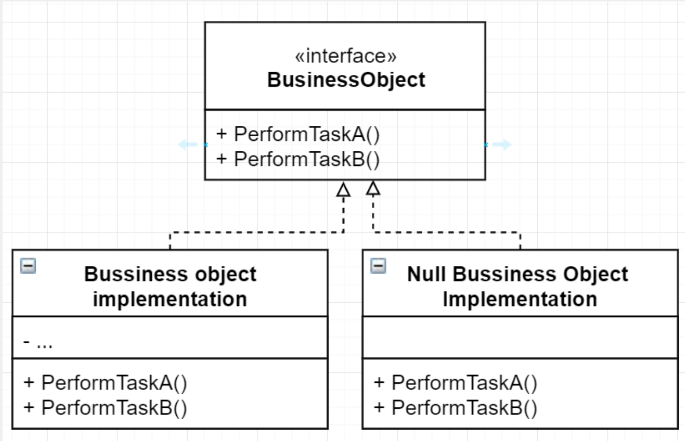 «interface»
BusinessObject
+ PerformTaskA()
+ PerformTaskB()
Bussiness object
implementation
- ...
+ PerformTaskA()
+ PerformTaskB()
Null Bussiness Object
Implementation
+ PerformTaskA()
+ PerformTaskB()